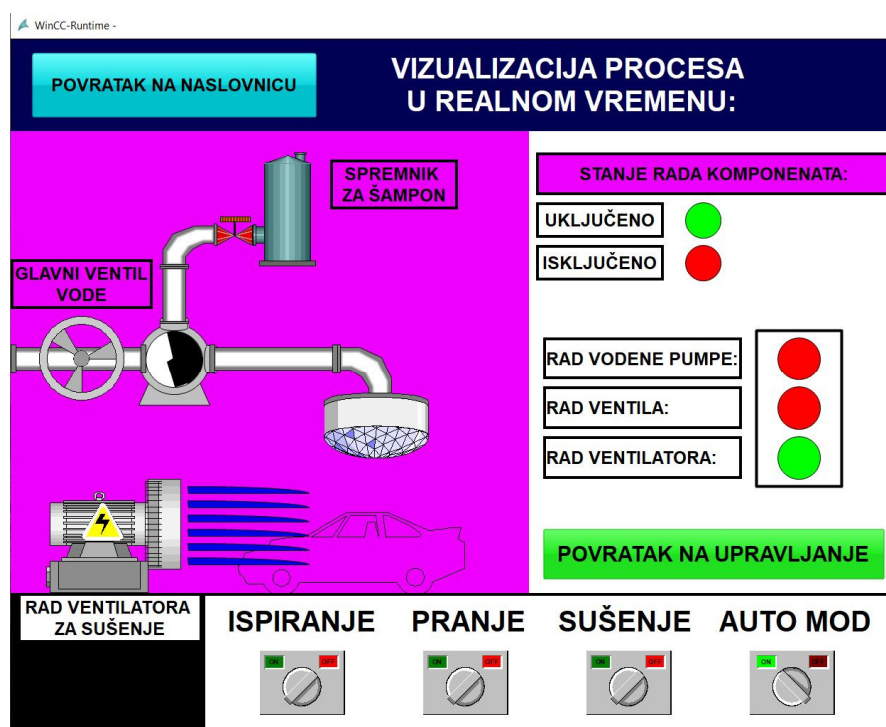 WinCC-Runtime -
POVRATAK NA NASLOVNICU
VIZUALIZACIJA PROCESA
U REALNOM VREMENU:
SPREMNIK
ZA ŠAMPON
GLAVNI VENTIL
VODE
STANJE RADA KOMPONENATA:
UKLJUČENO
ISKLJUČENO
RAD VODENE PUMPE:
RAD VENTILA:
RAD VENTILATORA:
POVRATAK NA UPRAVLJANJE
RAD VENTILATORA
ZA SUŠENJE
ISPIRANJE PRANJE SUŠENJE AUTO MOD
ON OFF ON OFF ON OFF ON OFF